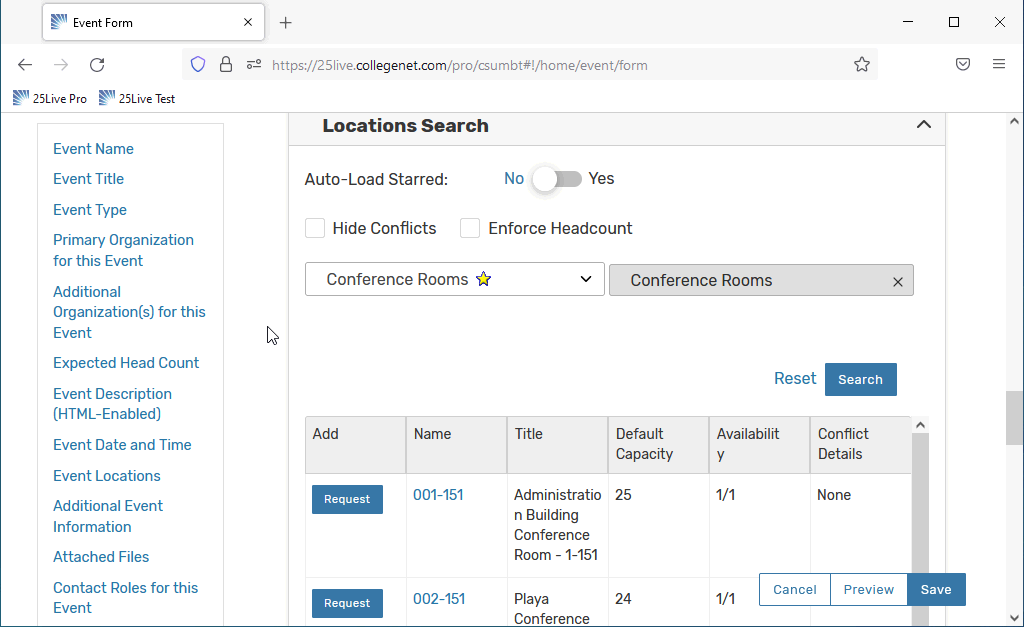 Event Form
https://25live.collegenet.com/pro/csumbt#!/home/event/form
25Live Pro
25Live Test
Event Name
Event Title
Event Type
Primary Organization
for this Event
Additional
Organization(s) for this
Event
Expected Head Count
Event Description
(HTML-Enabled)
Event Date and Time
Event Locations
Additional Event
Information
Attached Files
Contact Roles for this
Event
Locations Search
Auto-Load Starred: No Yes
Hide Conflicts Enforce Headcount
Conference Rooms Conference Rooms
Reset Search
Add Name Title Default Availabilit Conflict
Capacity y Details
Request 001-151 Administratio 25 1/1 None
n Building
Conference
Room - 1-151
Request 002-151 Playa 24 1/1
Conference
Cancel Preview Save